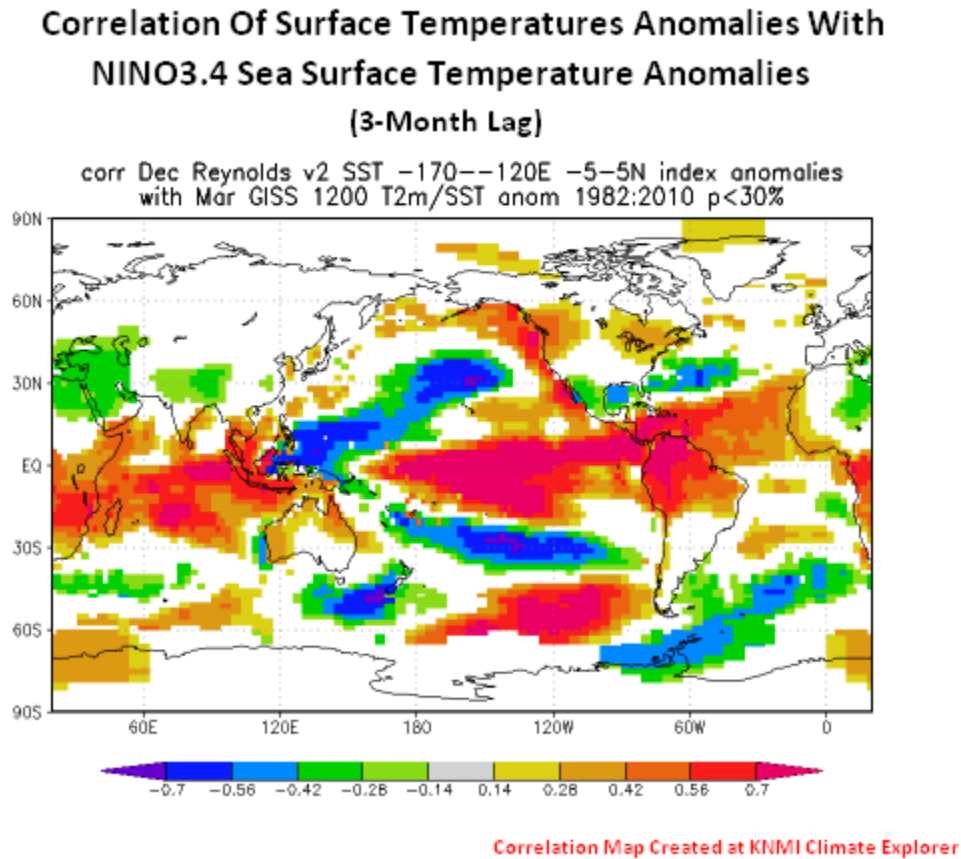 Correlation Of Surface Temperatures Anomalies With
NINO3.4 Sea Surface Temperature Anomalies
(3-Month Lag)
corr Dec Reynolds v2 SST -170--120E -5-5N index anomalies
with Mar GISS 1200 T2m/SST anom 1982:2010 p<30%
90N
60N
30N
EQ
30S
60S
90S
60E 120E 180 120W 60W 0
-0.7 -0.56 -0.42 -0.28 -0.14 0.14 0.28 0.42 0.56 0.7
Correlation Map Created at KNMI Climate Explorer